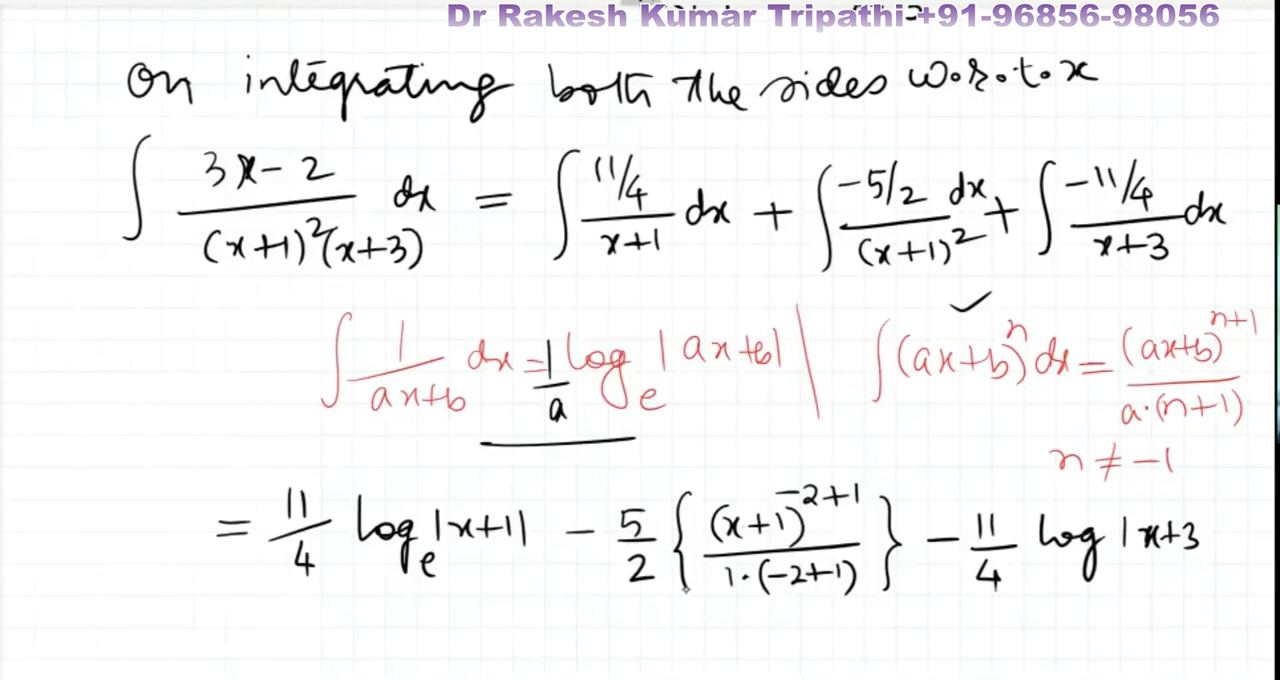 Dr Rakesh Kumar Tripathi +91-96856-98056
On integrating both the sides w.r.to x
∫ (3x-2)/((x+1)²(x+3)) dx = ∫ (11/4)/(x+1) dx + ∫ (-5/2 dx)/(x+1)² + ∫ (-11/4)/(x+3) dx
∫ 1/(ax+b) dx = 1/a logₑ |ax+b| | ∫ (ax+b)ⁿ dx = (ax+b)ⁿ⁺¹/(a·(n+1))
n ≠ -1
= 11/4 logₑ |x+1| - 5/2 { (x+1)⁻²⁺¹/(1·(-2+1)) } - 11/4 log |x+3